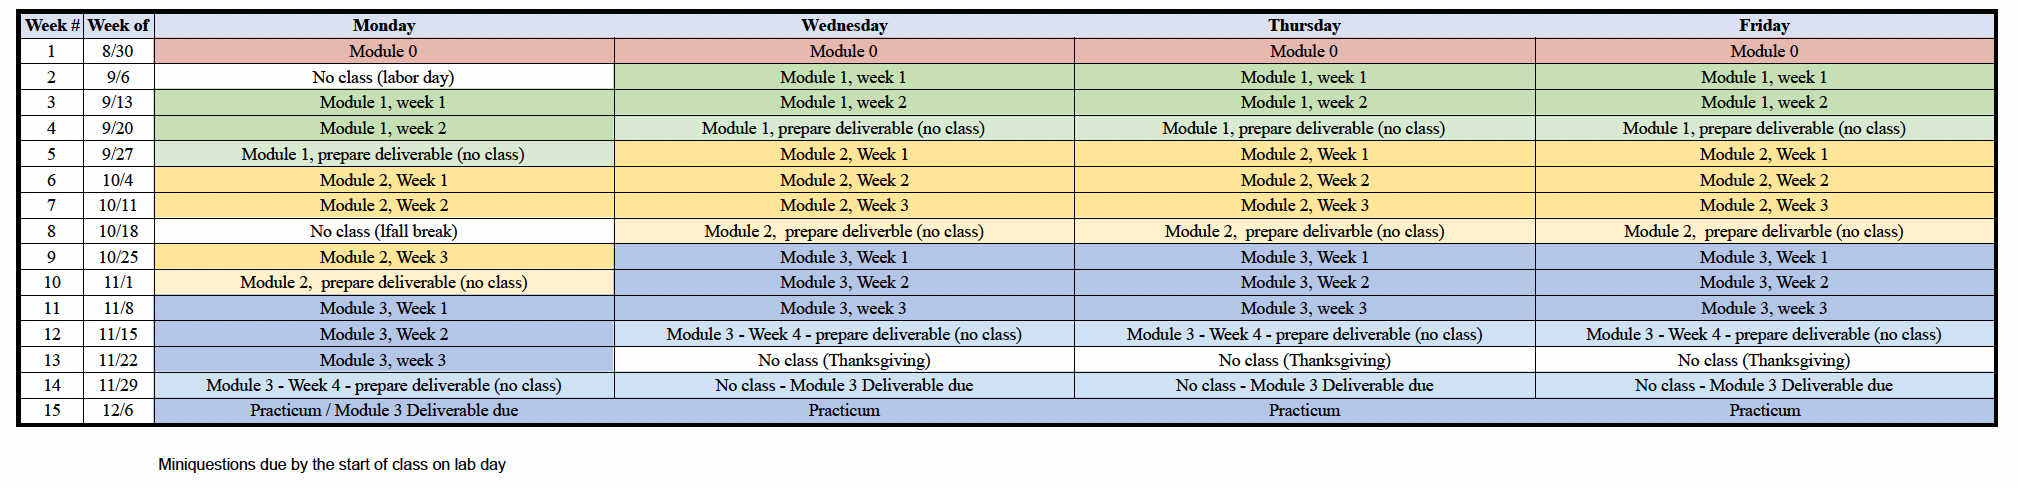 Week # Week of Monday Wednesday Thursday Friday
1 8/30 Module 0 Module 0 Module 0 Module 0
2 9/6 No class (labor day) Module 1, week 1 Module 1, week 1 Module 1, week 1
3 9/13 Module 1, week 1 Module 1, week 2 Module 1, week 2 Module 1, week 2
4 9/20 Module 1, week 2 Module 1, prepare deliverable (no class) Module 1, prepare deliverable (no class) Module 1, prepare deliverable (no class)
5 9/27 Module 1, prepare deliverable (no class) Module 2, Week 1 Module 2, Week 1 Module 2, Week 1
6 10/4 Module 2, Week 1 Module 2, Week 2 Module 2, Week 2 Module 2, Week 2
7 10/11 Module 2, Week 2 Module 2, Week 3 Module 2, Week 3 Module 2, Week 3
8 10/18 No class (lfall break) Module 2, prepare deliverble (no class) Module 2, prepare delivarble (no class) Module 2, prepare delivarble (no class)
9 10/25 Module 2, Week 3 Module 3, Week 1 Module 3, Week 1 Module 3, Week 1
10 11/1 Module 2, prepare deliverable (no class) Module 3, Week 2 Module 3, Week 2 Module 3, Week 2
11 11/8 Module 3, Week 1 Module 3, week 3 Module 3, week 3 Module 3, week 3
12 11/15 Module 3, Week 2 Module 3 - Week 4 - prepare deliverable (no class) Module 3 - Week 4 - prepare deliverable (no class) Module 3 - Week 4 - prepare deliverable (no class)
13 11/22 Module 3, week 3 No class (Thanksgiving) No class (Thanksgiving) No class (Thanksgiving)
14 11/29 Module 3 - Week 4 - prepare deliverable (no class) No class - Module 3 Deliverable due No class - Module 3 Deliverable due No class - Module 3 Deliverable due
15 12/6 Practicum / Module 3 Deliverable due Practicum Practicum Practicum
Miniquestions due by the start of class on lab day